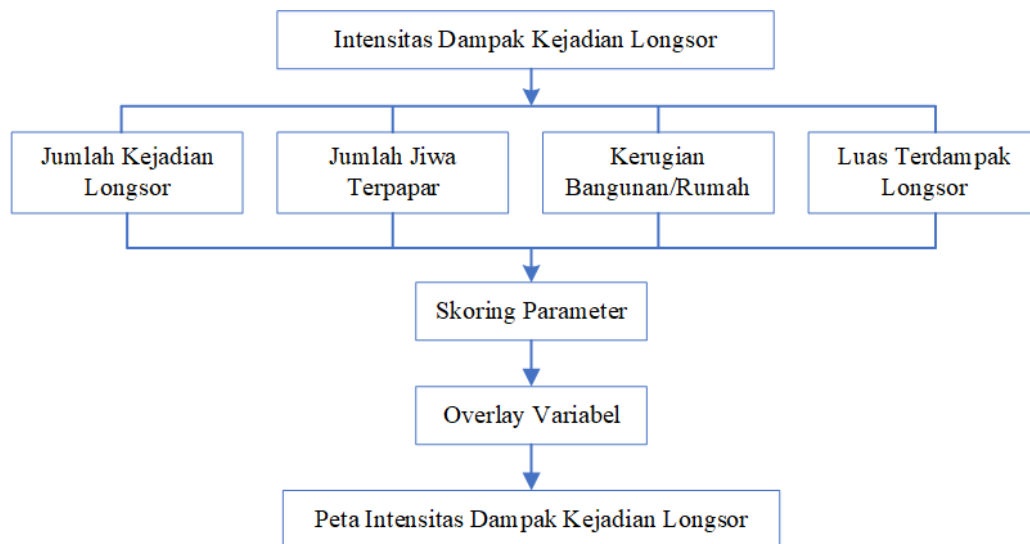 Intensitas Dampak Kejadian Longsor
Jumlah Kejadian
Longsor
Jumlah Jiwa
Terpapar
Kerugian
Bangunan/Rumah
Luas Terdampak
Longsor
Skoring Parameter
Overlay Variabel
Peta Intensitas Dampak Kejadian Longsor